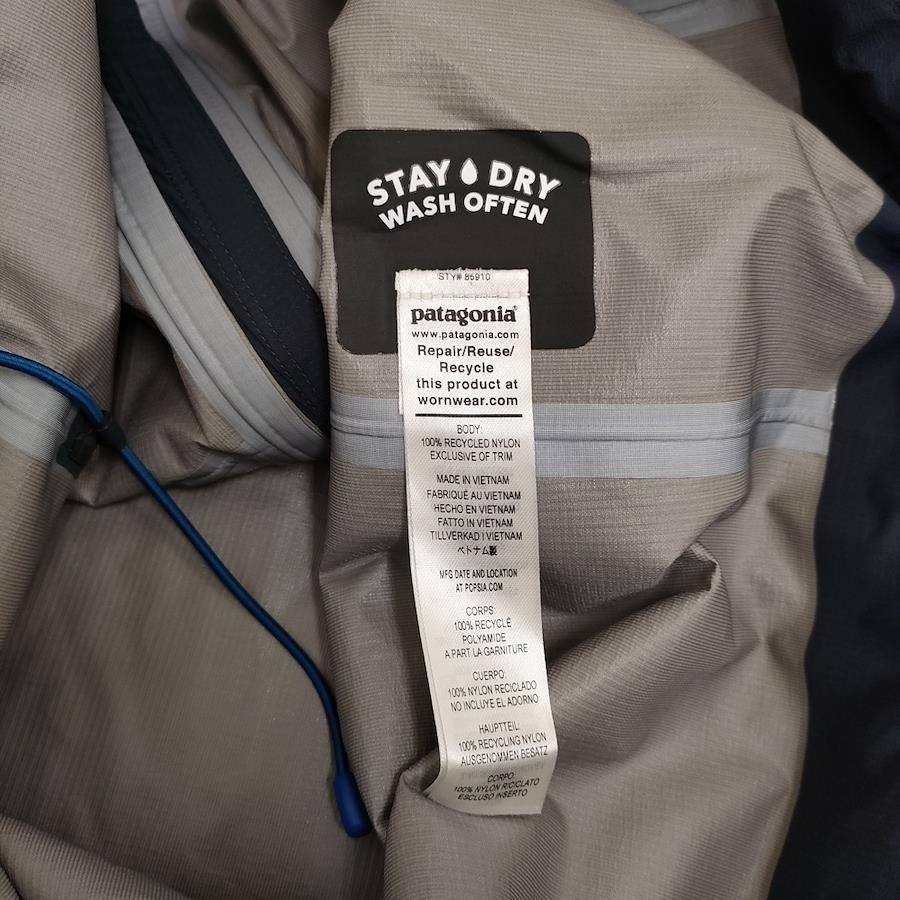 STAY DRY
WASH OFTEN
STY# 85910
patagonia®
www.patagonia.com
Repair/Reuse/
Recycle
this product at
wornwear.com
BODY:
100% RECYCLED NYLON
EXCLUSIVE OF TRIM
MADE IN VIETNAM
FABRIQUÉ AU VIETNAM
HECHO EN VIETNAM
FATTO IN VIETNAM
TILLVERKAD I VIETNAM
ベトナム製
MFG DATE AND LOCATION
AT PCPSIA.COM
CORPS:
100% RECYCLÉ
POLYAMIDE
A PART LA GARNITURE
CUERPO:
100% NYLON RECICLADO
NO INCLUYE EL ADORNO
HAUPTTEIL:
100% RECYCLING NYLON
AUSGENOMMEN BESATZ
CORPO:
100% NYLON RICICLATO
ESCLUSO INSERTO